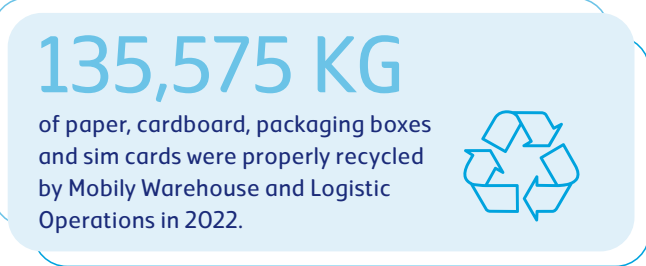 135,575 KG
of paper, cardboard, packaging boxes
and sim cards were properly recycled
by Mobily Warehouse and Logistic
Operations in 2022.